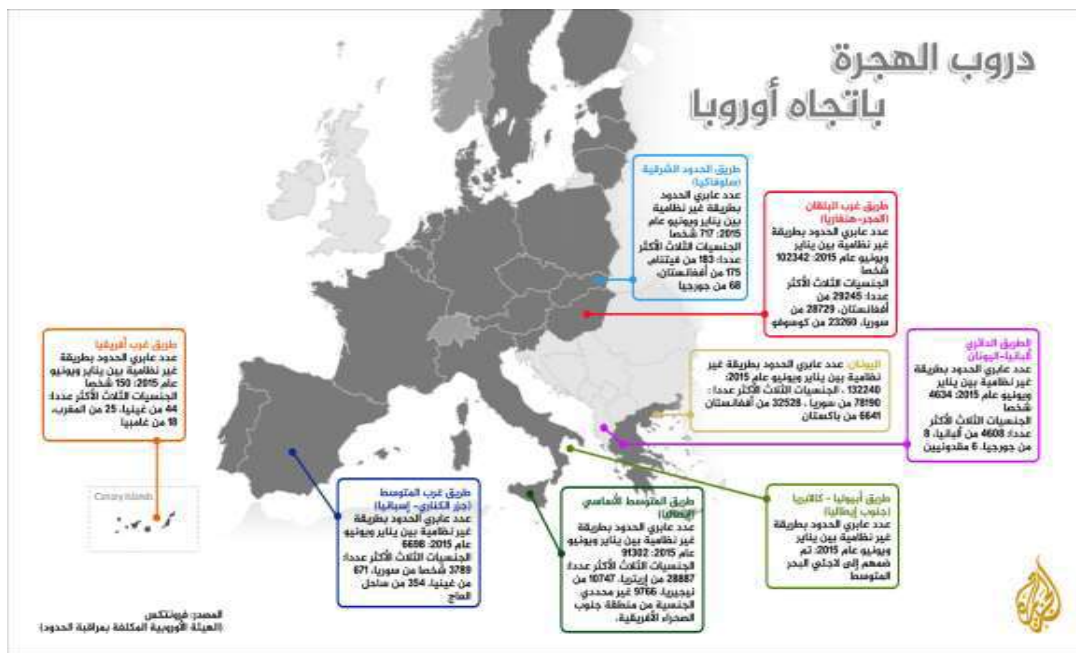 دروب الهجرة
باتجاه أوروبا
طريق الحدود الشرقية
(سلوفاكيا)
عدد عابري الحدود
بطريقة غير نظامية
بين يناير ويونيو عام
2015: 717 شخصا
الجنسيات الثلاث الأكثر
عددا: 183 من فيتنام،
175 من أفغانستان،
68 من جورجيا
طريق غرب البلقان
(المجر-هنغاريا)
عدد عابري الحدود بطريقة
غير نظامية بين يناير
ويونيو عام 2015: 102342
شخصا
الجنسيات الثلاث الأكثر
عددا: 29245 من
أفغانستان، 28729 من
سوريا، 23260 من كوسوفو
الطريق الدائري
ألبانيا-اليونان
عدد عابري الحدود بطريقة
غير نظامية بين يناير
ويونيو عام 2015: 4634
شخصا
الجنسيات الثلاث الأكثر
عددا: 4608 من ألبانيا، 8
من جورجيا، 6 مقدونيين
اليونان: عدد عابري الحدود بطريقة غير
نظامية بين يناير ويونيو عام 2015:
132240 ، الجنسيات الثلاث الأكثر عددا :
78190 من سوريا ، 32528 من أفغانستان
6641 من باكستان
طريق غرب أفريقيا
عدد عابري الحدود بطريقة
غير نظامية بين يناير ويونيو
عام 2015: 150 شخصا
الجنسيات الثلاث الأكثر عددا:
44 من غينيا، 25 من المغرب،
18 من غامبيا
Canary Islands
طريق غرب المتوسط
(جزر الكناري- إسبانيا)
عدد عابري الحدود بطريقة
غير نظامية بين يناير ويونيو
عام 2015: 6698
الجنسيات الثلاث الأكثر عددا:
3789 شخصا من سوريا، 671
من غينيا، 354 من ساحل
العاج
طريق المتوسط الأساسي
(إيطاليا)
عدد عابري الحدود بطريقة
غير نظامية بين يناير ويونيو
عام 2015: 91302
الجنسيات الثلاث الأكثر عددا:
28887 من إريتريا، 10747 من
نيجيريا، 9766 غير محددي
الجنسية من منطقة جنوب
الصحراء الأفريقية.
طريق أبيوليا - كالابريا
(جنوب إيطاليا)
عدد عابري الحدود بطريقة
غير نظامية بين يناير
ويونيو عام 2015: تم
ضمهم إلى لاجئي البحر
المتوسط
المصدر: فرونتكس
(الهيئة الأوروبية المكلفة بمراقبة الحدود)
الجزيرة